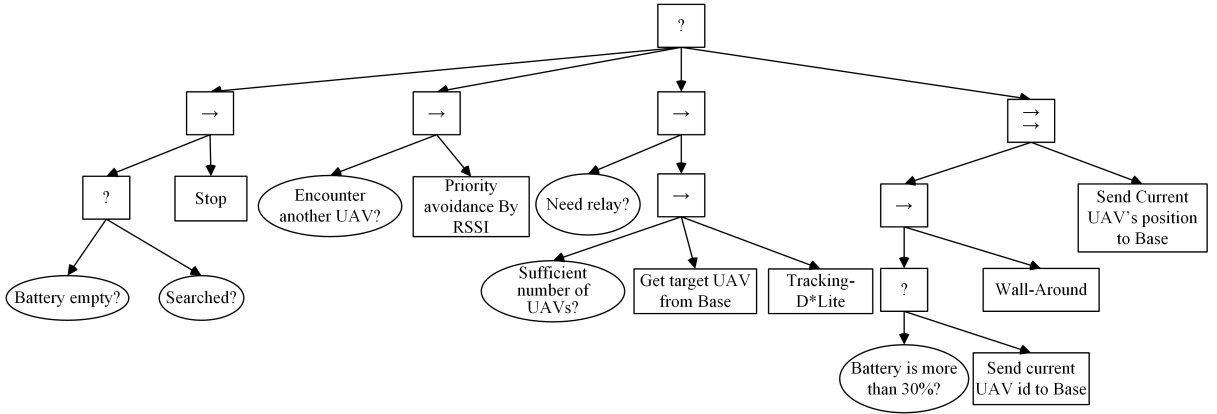 ?
→
→
→
→
→
?
Stop
Encounter
another UAV?
Priority
avoidance By
RSSI
Need relay?
→
→
Send Current
UAV's position
to Base
Battery empty?
Searched?
Sufficient
number of
UAVs?
Get target UAV
from Base
Tracking-
D*Lite
?
Wall-Around
Battery is more
than 30%?
Send current
UAV id to Base